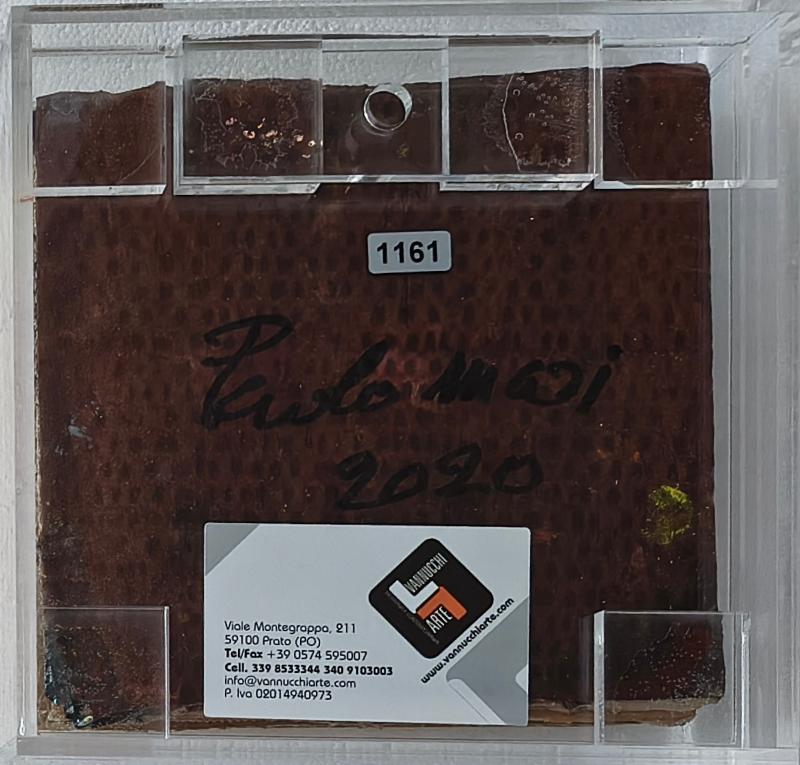 1161
Paolo Masi
2020
VANNUCCHI
ARTE
www.vannucchiarte.com
Viale Montegrappa, 211
59100 Prato (PO)
Tel/Fax +39 0574 595007
Cell. 339 8533344 340 9103003
info@vannucchiarte.com
P. Iva 02014940973